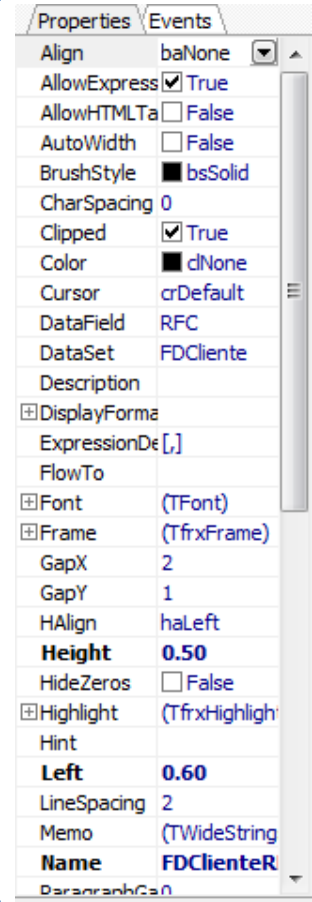 Properties Events
Align baNone
AllowExpress True
AllowHTMLTa False
AutoWidth False
BrushStyle bsSolid
CharSpacing 0
Clipped True
Color clNone
Cursor crDefault
DataField RFC
DataSet FDCliente
Description
DisplayForma
ExpressionDe [,]
FlowTo
Font (TFont)
Frame (TfrxFrame)
GapX 2
GapY 1
HAlign haLeft
Height 0.50
HideZeros False
Highlight (TfrxHighligh
Hint
Left 0.60
LineSpacing 2
Memo (TWideString
Name FDClienteR
ParagraphGa 0